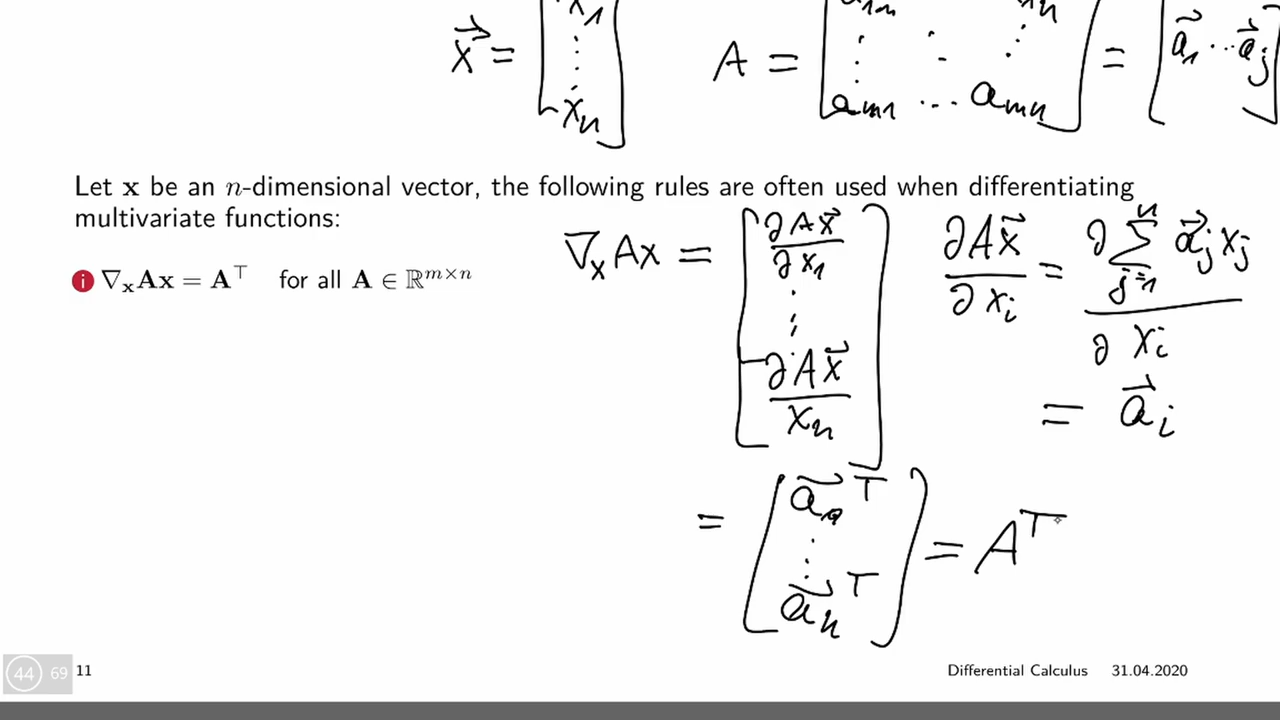 x⃗ = [x₁ ⋮ xₙ] A = [ ⋮ ⋱ ⋮ aₘ₁ … aₘₙ] = [a⃗₁ ⋯ a⃗ⱼ
Let x be an n-dimensional vector, the following rules are often used when differentiating
multivariate functions:
i ∇ₓAx = Aᵀ for all A ∈ ℝᵐˣⁿ
∇ₓAx = [∂Ax⃗/∂x₁ ⋮ ∂Ax⃗/xₙ]
∂Ax⃗/∂xᵢ = ∂ Σⱼ₌₁ⁿ a⃗ⱼxⱼ / ∂xᵢ
= a⃗ᵢ
= [a⃗₁ᵀ ⋮ a⃗ₙᵀ] = Aᵀ
44 69 11 Differential Calculus 31.04.2020